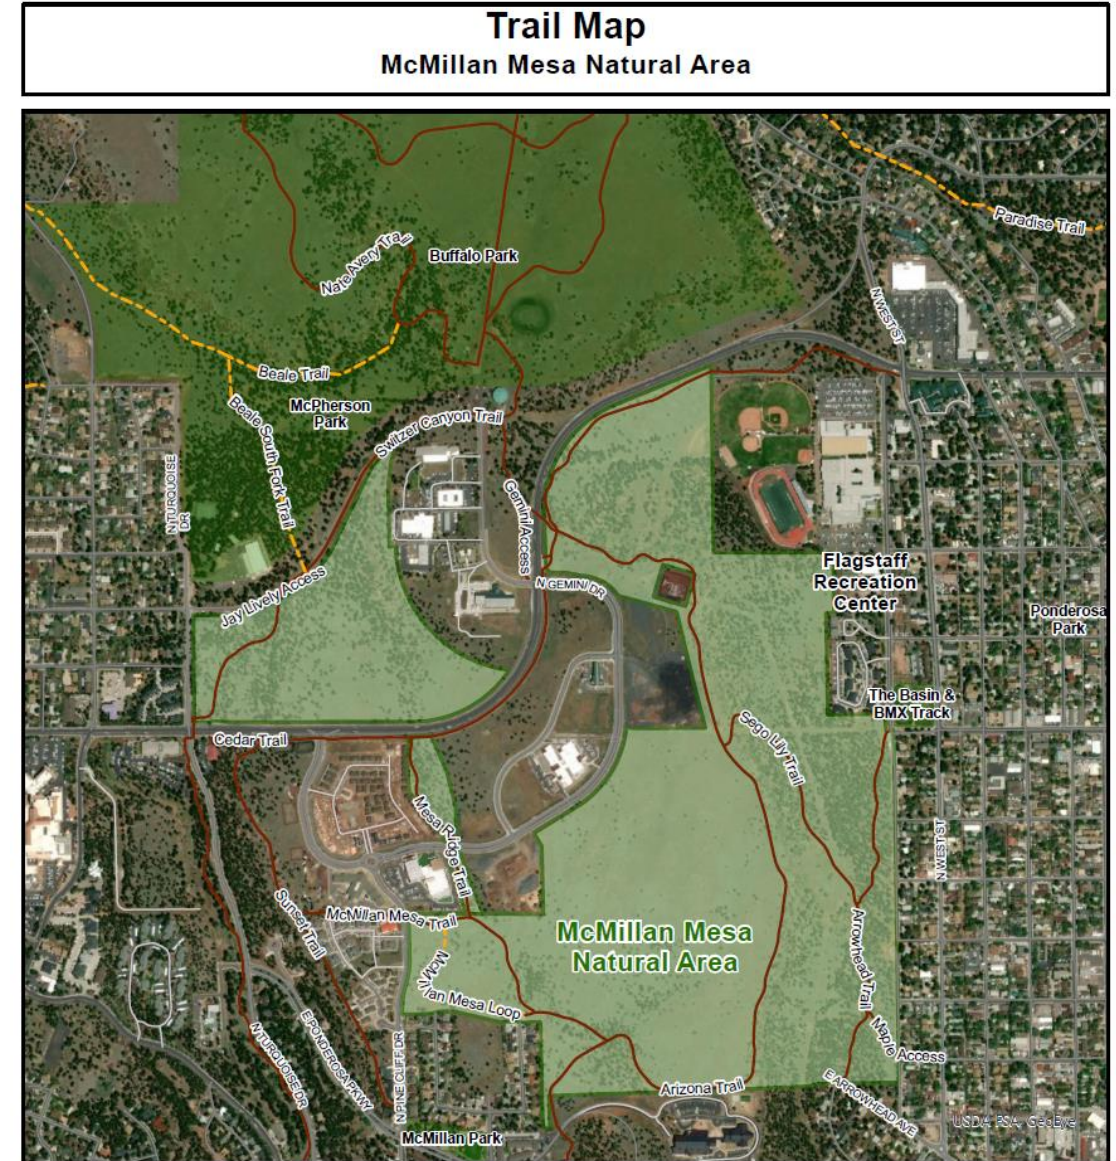 Trail Map
McMillan Mesa Natural Area
Paradise Trail
Nate Avery Trail
Buffalo Park
N WEST ST
Beale Trail
McPherson
Park
Beale South Fork Trail
Switzer Canyon Trail
N TURQUOISE
DR
Gemini Access
Jay Lively Access
N GEMINI DR
Flagstaff
Recreation
Center
Ponderosa
Park
The Basin &
BMX Track
Sego Lily Trail
Cedar Trail
Mesa Ridge Trail
N WEST ST
Sunset Trail
McMillan Mesa Trail
McMillan Mesa
Natural Area
McMillan Mesa Loop
Arrowhead Trail
Maple Access
N TURQUOISE DR
E PONDEROSA PKWY
N PINE CLIFF DR
Arizona Trail
E ARROWHEAD AVE
USDA FSA, GeoEye
McMillan Park